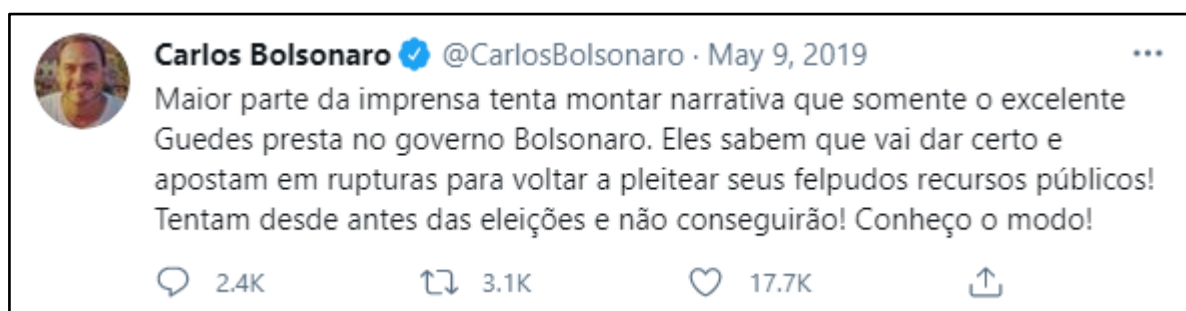 Carlos Bolsonaro @CarlosBolsonaro · May 9, 2019
Maior parte da imprensa tenta montar narrativa que somente o excelente
Guedes presta no governo Bolsonaro. Eles sabem que vai dar certo e
apostam em rupturas para voltar a pleitear seus felpudos recursos públicos!
Tentam desde antes das eleições e não conseguirão! Conheço o modo!
2.4K 3.1K 17.7K